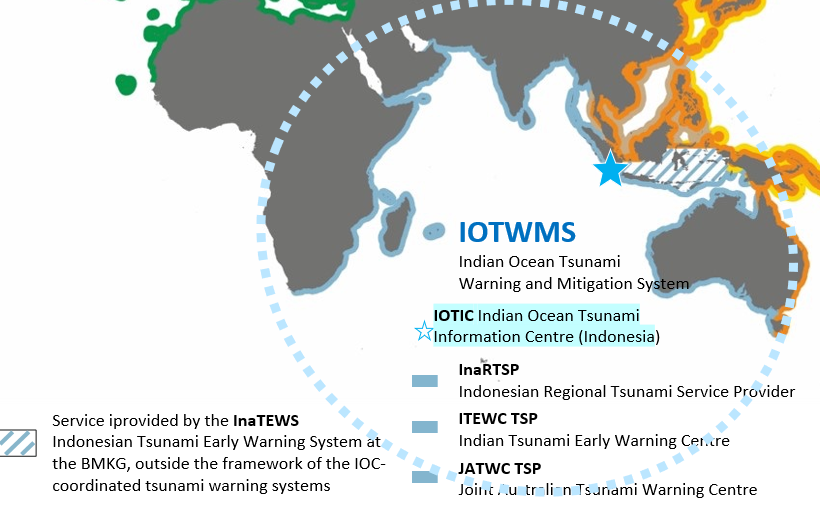 IOTWMS
Indian Ocean Tsunami
Warning and Mitigation System
IOTIC Indian Ocean Tsunami
Information Centre (Indonesia)
InaRTSP
Indonesian Regional Tsunami Service Provider
ITEWC TSP
Indian Tsunami Early Warning Centre
JATWC TSP
Joint Australian Tsunami Warning Centre
Service iprovided by the InaTEWS
Indonesian Tsunami Early Warning System at
the BMKG, outside the framework of the IOC-
coordinated tsunami warning systems